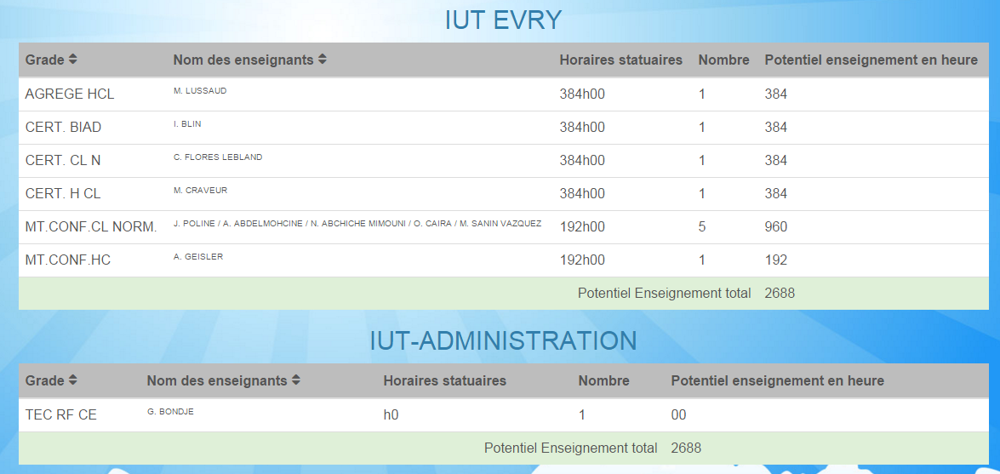 IUT EVRY
Grade Nom des enseignants Horaires statuaires Nombre Potentiel enseignement en heure
AGREGE HCL M. LUSSAUD 384h00 1 384
CERT. BIAD I. BLIN 384h00 1 384
CERT. CL N C. FLORES LEBLAND 384h00 1 384
CERT. H CL M. CRAVEUR 384h00 1 384
MT.CONF.CL NORM. J. POLINE / A. ABDELMOHCINE / N. ABCHICHE MIMOUNI / O. CAIRA / M. SANIN VAZQUEZ 192h00 5 960
MT.CONF.HC A. GEISLER 192h00 1 192
Potentiel Enseignement total 2688
IUT-ADMINISTRATION
Grade Nom des enseignants Horaires statuaires Nombre Potentiel enseignement en heure
TEC RF CE G. BONDJE h0 1 00
Potentiel Enseignement total 2688